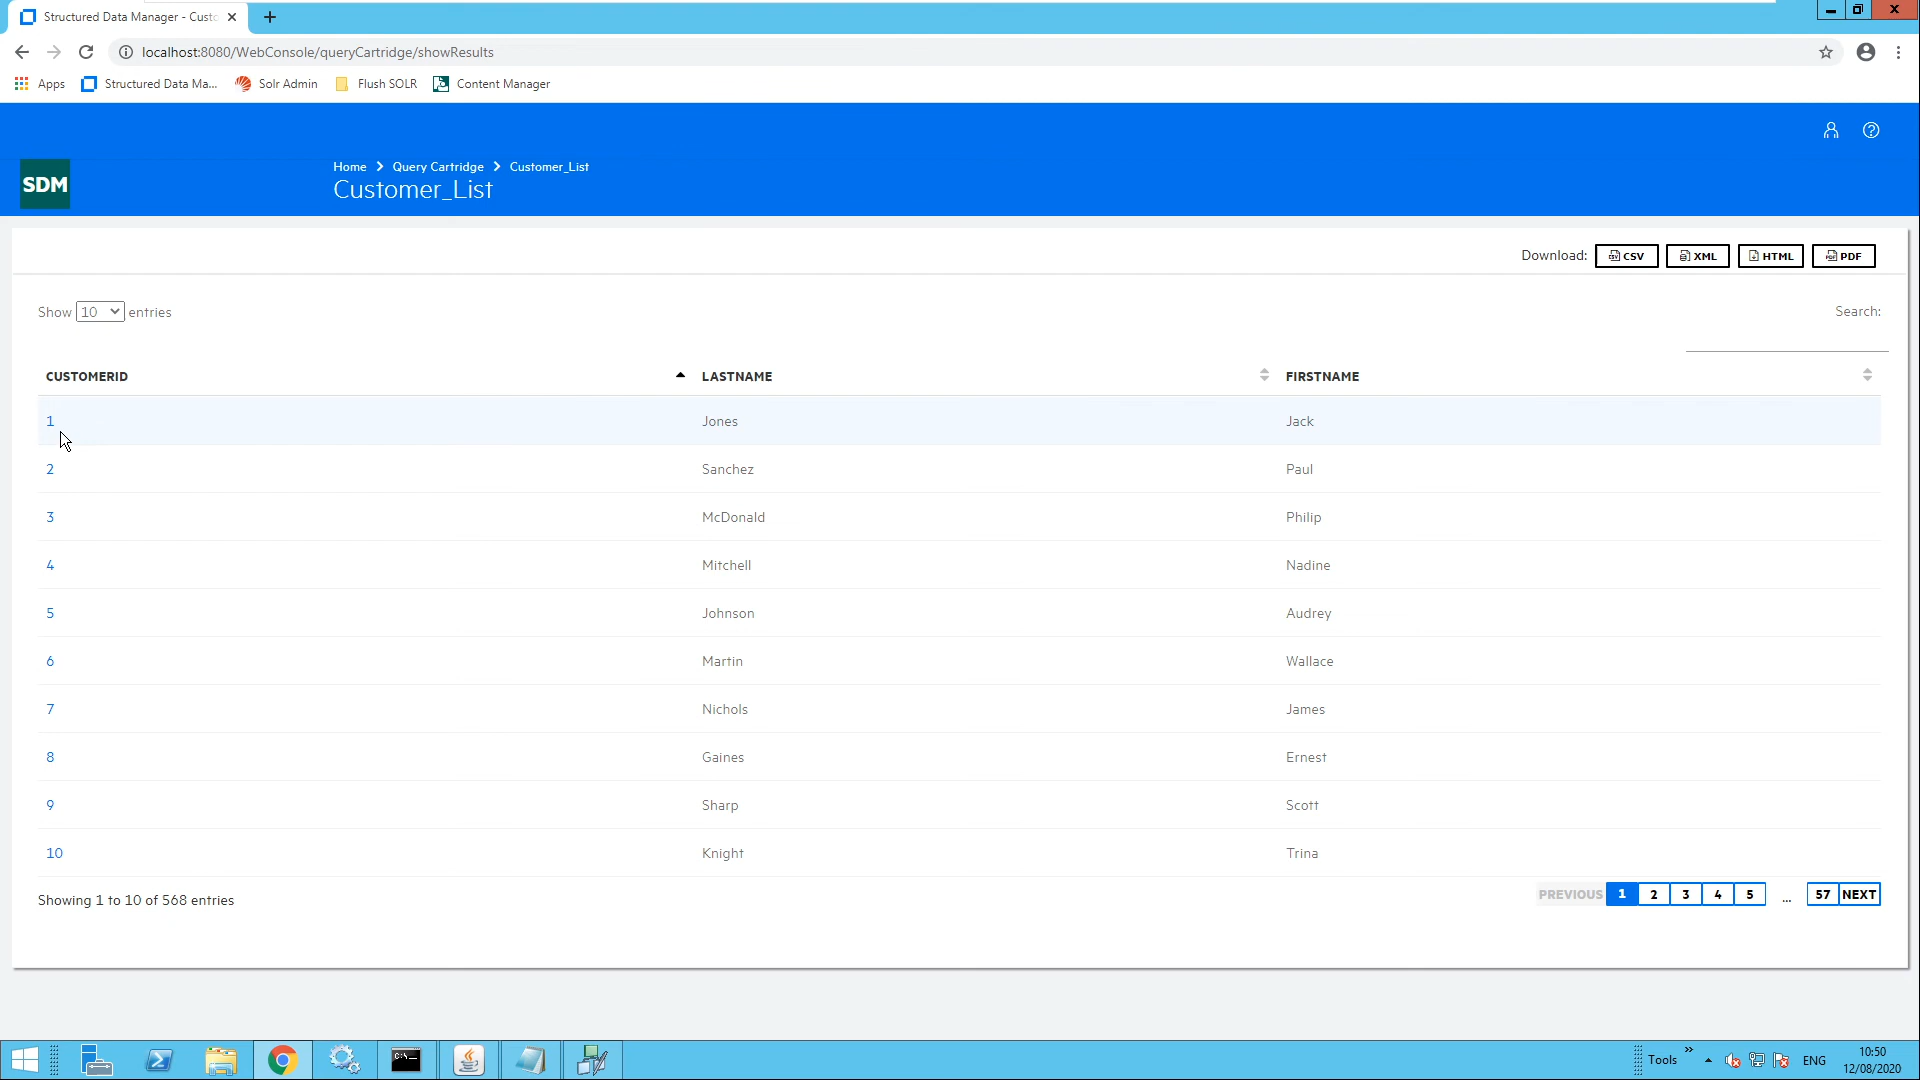 Structured Data Manager - Custo
localhost:8080/WebConsole/queryCartridge/showResults
Apps
Structured Data Ma...
Solr Admin
Flush SOLR
Content Manager
SDM
Home > Query Cartridge > Customer_List
Customer_List
Download: CSV XML HTML PDF
Show 10 entries
Search:
CUSTOMERID LASTNAME FIRSTNAME
1 Jones Jack
2 Sanchez Paul
3 McDonald Philip
4 Mitchell Nadine
5 Johnson Audrey
6 Martin Wallace
7 Nichols James
8 Gaines Ernest
9 Sharp Scott
10 Knight Trina
Showing 1 to 10 of 568 entries
PREVIOUS 1 2 3 4 5 ... 57 NEXT
Tools
ENG
10:50
12/08/2020